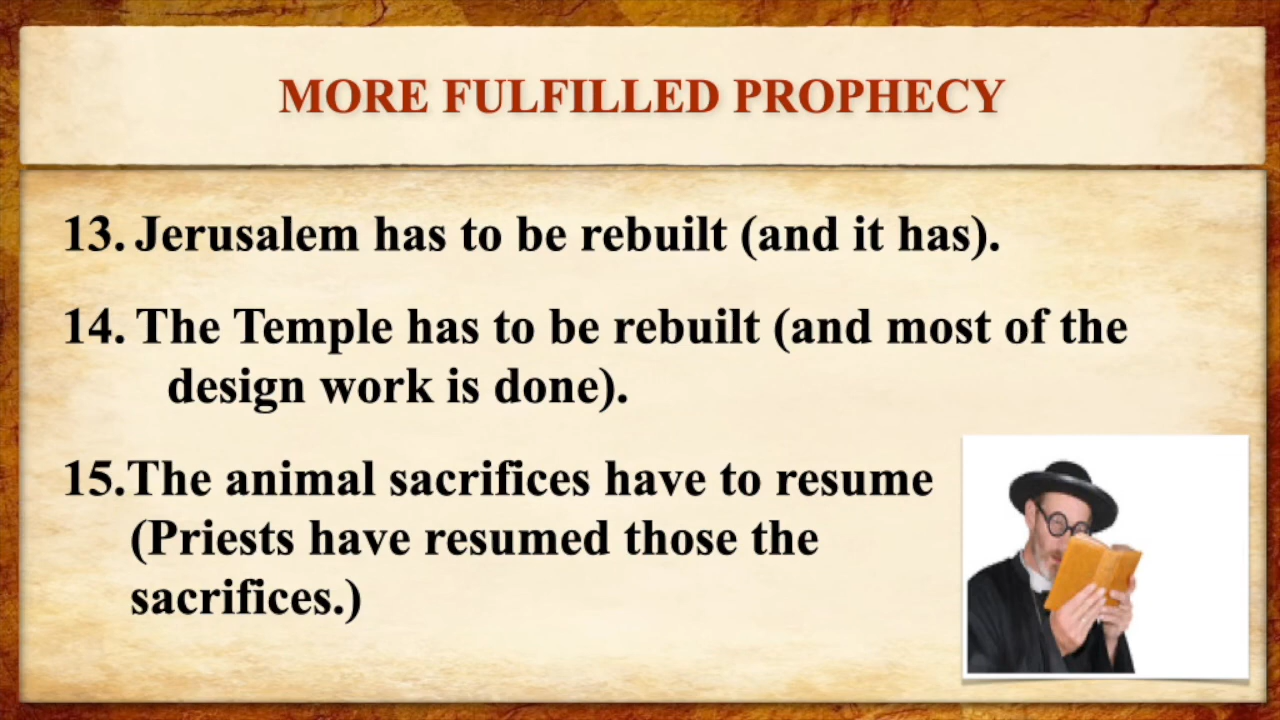 MORE FULFILLED PROPHECY
13. Jerusalem has to be rebuilt (and it has).
14. The Temple has to be rebuilt (and most of the
design work is done).
15.The animal sacrifices have to resume
(Priests have resumed those the
sacrifices.)